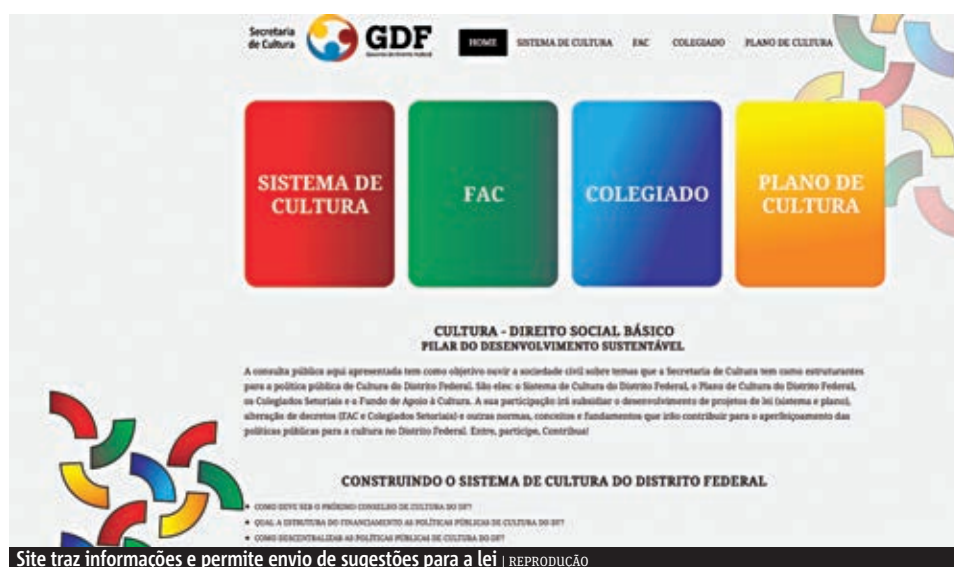 Secretaria
de Cultura
GDF
Governo do Distrito Federal
HOME SISTEMA DE CULTURA FAC COLEGIADO PLANO DE CULTURA
SISTEMA DE
CULTURA
FAC
COLEGIADO
PLANO DE
CULTURA
CULTURA - DIREITO SOCIAL BÁSICO
PILAR DO DESENVOLVIMENTO SUSTENTÁVEL
A consulta pública aqui apresentada tem como objetivo ouvir a sociedade civil sobre temas que a Secretaria de Cultura tem como estruturantes
para a política pública de Cultura do Distrito Federal. São eles: o Sistema de Cultura do Distrito Federal, o Plano de Cultura do Distrito Federal,
os Colegiados Setoriais e o Fundo de Apoio à Cultura. A sua participação irá subsidiar o desenvolvimento de projetos de lei (sistema e plano),
alteração de decretos (FAC e Colegiados Setoriais) e outras normas, conceitos e fundamentos que irão contribuir para o aperfeiçoamento das
políticas públicas para a cultura no Distrito Federal. Entre, participe, Contribua!
CONSTRUINDO O SISTEMA DE CULTURA DO DISTRITO FEDERAL
• COMO DEVE SER O PRÓXIMO CONSELHO DE CULTURA DO DF?
• QUAL A ESTRUTURA DO FINANCIAMENTO AS POLÍTICAS PÚBLICAS DE CULTURA DO DF?
• COMO DESCENTRALIZAR AS POLÍTICAS PÚBLICAS DE CULTURA DO DF?
Site traz informações e permite envio de sugestões para a lei | REPRODUÇÃO